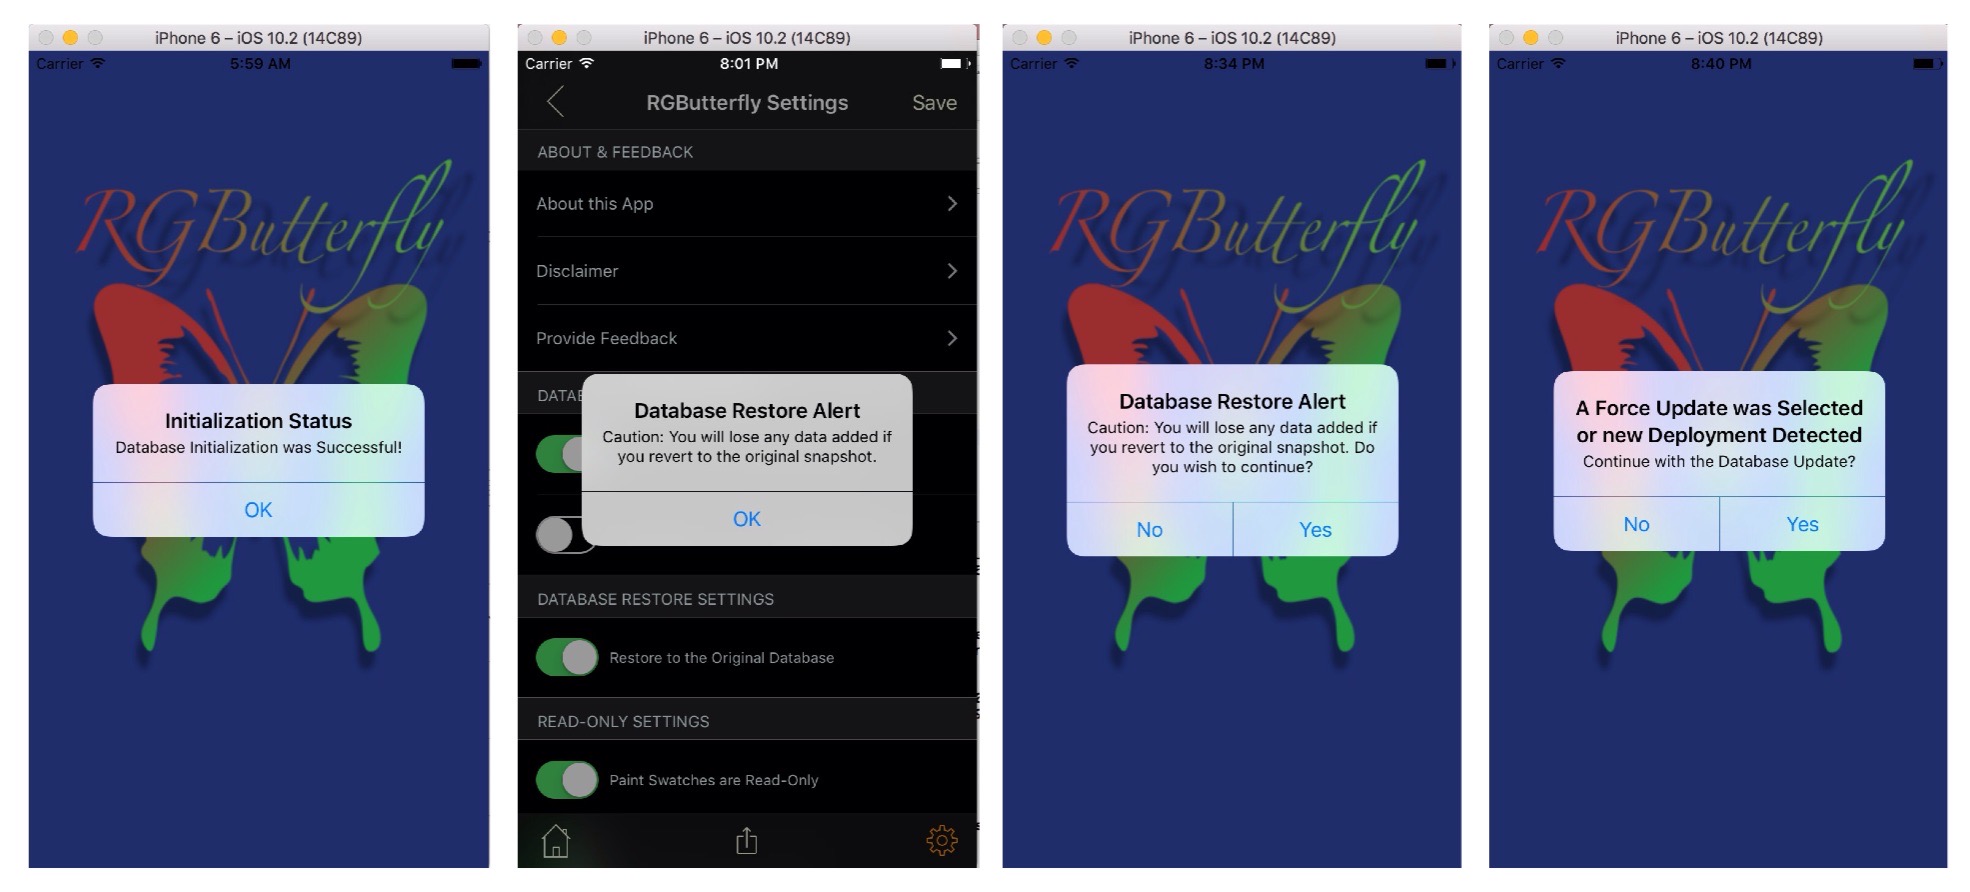 iPhone 6 – iOS 10.2 (14C89)
Carrier
5:59 AM
RGButterfly
Initialization Status
Database Initialization was Successful!
OK
iPhone 6 – iOS 10.2 (14C89)
Carrier
8:01 PM
RGButterfly Settings
Save
ABOUT & FEEDBACK
About this App
Disclaimer
Provide Feedback
DATAB
Database Restore Alert
Caution: You will lose any data added if
you revert to the original snapshot.
OK
DATABASE RESTORE SETTINGS
Restore to the Original Database
READ-ONLY SETTINGS
Paint Swatches are Read-Only
iPhone 6 – iOS 10.2 (14C89)
Carrier
8:34 PM
RGButterfly
Database Restore Alert
Caution: You will lose any data added if
you revert to the original snapshot. Do
you wish to continue?
No
Yes
iPhone 6 – iOS 10.2 (14C89)
Carrier
8:40 PM
RGButterfly
A Force Update was Selected
or new Deployment Detected
Continue with the Database Update?
No
Yes